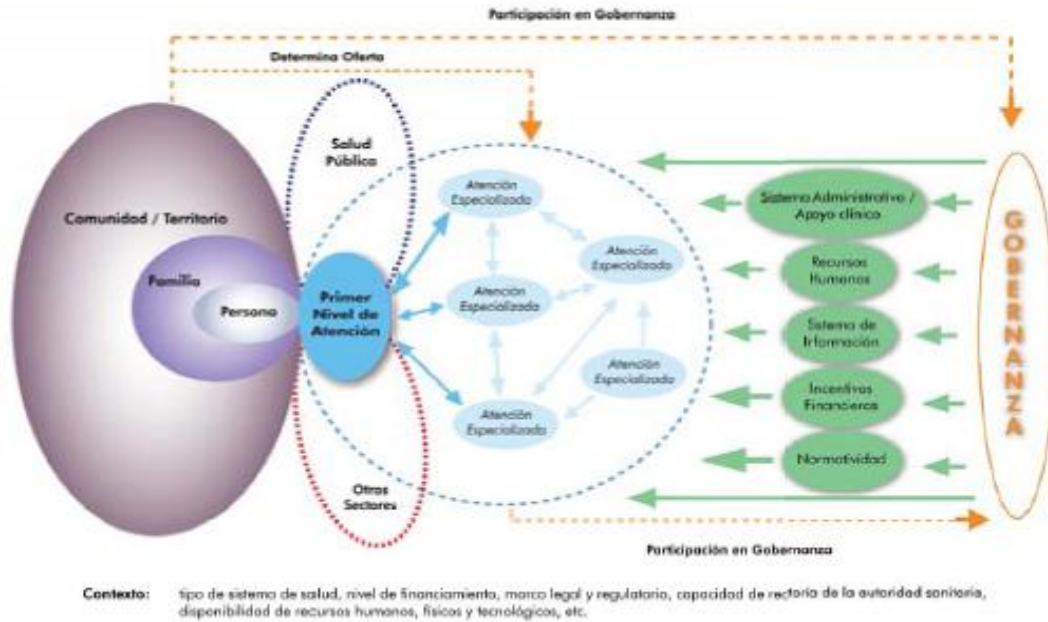 Participación en Gobernanza
Determina Oferta
Salud
Pública
Comunidad / Territorio
Familia
Persona
Primer
Nivel de
Atención
Otros
Sectores
Atención
Especializada
Atención
Especializada
Atención
Especializada
Atención
Especializada
Atención
Especializada
Sistema Administrativo /
Apoyo clínico
Recursos
Humanos
Sistema de
Información
Incentivos
Financieros
Normatividad
GOBERNANZA
Participación en Gobernanza
Contexto: tipo de sistema de salud, nivel de financiamiento, marco legal y regulatorio, capacidad de rectoría de la autoridad sanitaria,
disponibilidad de recursos humanos, físicos y tecnológicos, etc.